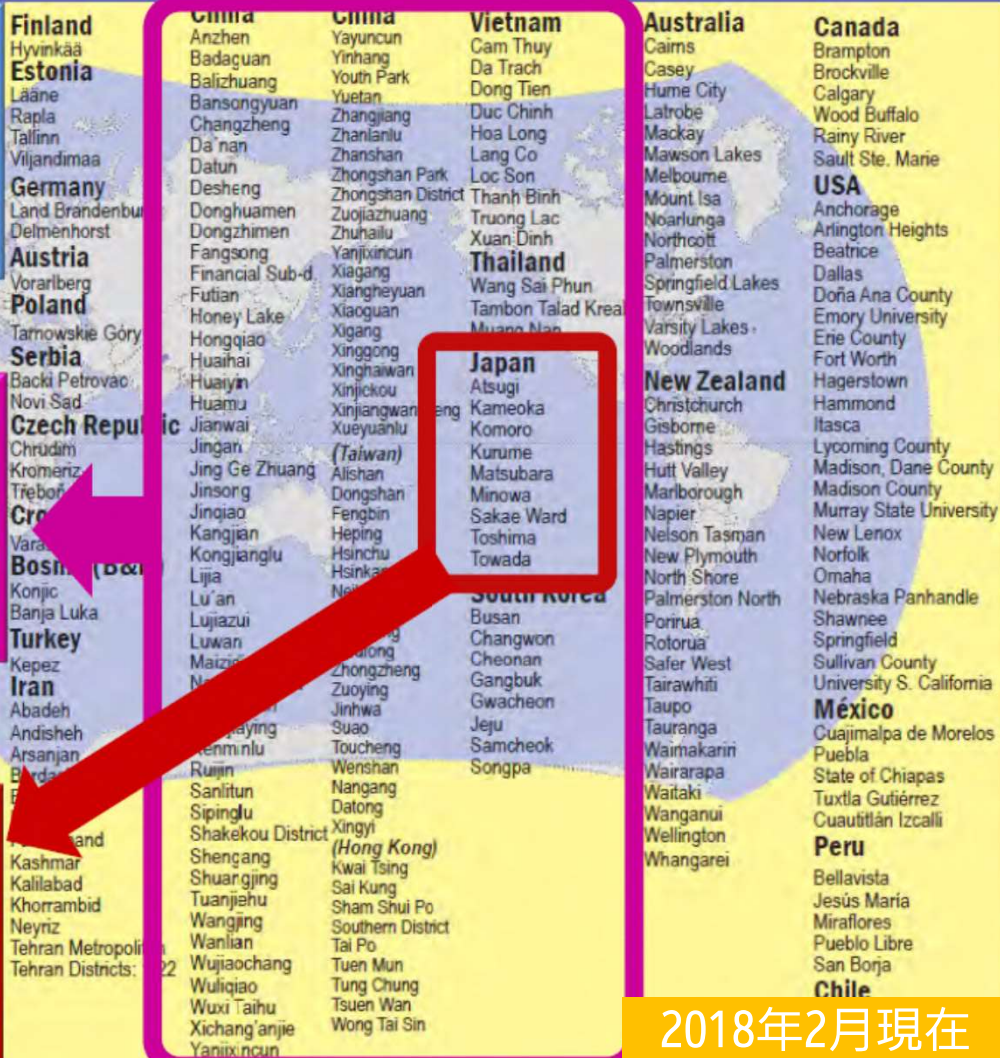 Finland
Hyvinkää
Estonia
Lääne
Rapla
Tallinn
Viljandimaa
Germany
Land Brandenbur
Delmenhorst
Austria
Vorarlberg
Poland
Tarnowskie Góry
Serbia
Backi Petrovac
Novi Sad
Czech Republic
Chrudim
Kromeriz
Třeboň
Konjic
Banja Luka
Turkey
Kepez
Iran
Abadeh
Andisheh
Arsanjan
Kashmar
Kalilabad
Khorrambid
Neyriz
Tehran Metropolitan
Tehran Districts: 22
China
Anzhen
Badaguan
Balizhuang
Bansongyuan
Changzheng
Da´nan
Datun
Desheng
Donghuamen
Dongzhimen
Fangsong
Financial Sub-d.
Futian
Honey Lake
Hongqiao
Huaihai
Huaiyin
Huamu
Jianwai
Jingan
Jing Ge Zhuang
Jinsong
Jinqiao
Kangjian
Kongjianglu
Lijia
Lu´an
Lujiazui
Luwan
Renminlu
Ruijin
Sanlitun
Sipinglu
Shakekou District
Shengang
Shuangjing
Tuanjiehu
Wangjing
Wanlian
Wujiaochang
Wuliqiao
Wuxi Taihu
Xichang'anjie
Yanjixincun
China
Yayuncun
Yinhang
Youth Park
Yuetan
Zhangjiang
Zhanlanlu
Zhanshan
Zhongshan Park
Zhongshan District
Zuojiazhuang
Zhuhailu
Yanjixincun
Xiagang
Xiangheyuan
Xiaoguan
Xigang
Xinggong
Xinghaiwan
Xinjiekou
Xinjiangwancheng
Xueyuanlu
(Taiwan)
Alishan
Dongshan
Fengbin
Heping
Hsinchu
Zhongzheng
Zuoying
Jinhwa
Suao
Toucheng
Wenshan
Nangang
Datong
Xingyi
(Hong Kong)
Kwai Tsing
Sai Kung
Sham Shui Po
Southern District
Tai Po
Tuen Mun
Tung Chung
Tsuen Wan
Wong Tai Sin
Vietnam
Cam Thuy
Da Trach
Dong Tien
Duc Chinh
Hoa Long
Lang Co
Loc Son
Thanh Binh
Truong Lac
Xuan Dinh
Thailand
Wang Sai Phun
Tambon Talad Kreab
Muang Nan
Japan
Atsugi
Kameoka
Komoro
Kurume
Matsubara
Minowa
Sakae Ward
Toshima
Towada
South Korea
Busan
Changwon
Cheonan
Gangbuk
Gwacheon
Jeju
Samcheok
Songpa
Australia
Cairns
Casey
Hume City
Latrobe
Mackay
Mawson Lakes
Melbourne
Mount Isa
Noarlunga
Northcott
Palmerston
Springfield Lakes
Townsville
Varsity Lakes
Woodlands
New Zealand
Christchurch
Gisborne
Hastings
Hutt Valley
Marlborough
Napier
Nelson Tasman
New Plymouth
North Shore
Palmerston North
Porirua
Rotorua
Safer West
Tairawhiti
Taupo
Tauranga
Waimakariri
Wairarapa
Waitaki
Wanganui
Wellington
Whangarei
Canada
Brampton
Brockville
Calgary
Wood Buffalo
Rainy River
Sault Ste. Marie
USA
Anchorage
Arlington Heights
Beatrice
Dallas
Doña Ana County
Emory University
Erie County
Fort Worth
Hagerstown
Hammond
Itasca
Lycoming County
Madison, Dane County
Madison County
Murray State University
New Lenox
Norfolk
Omaha
Nebraska Panhandle
Shawnee
Springfield
Sullivan County
University S. California
México
Cuajimalpa de Morelos
Puebla
State of Chiapas
Tuxtla Gutiérrez
Cuautitlán Izcalli
Peru
Bellavista
Jesús María
Miraflores
Pueblo Libre
San Borja
Chile
2018年2月現在